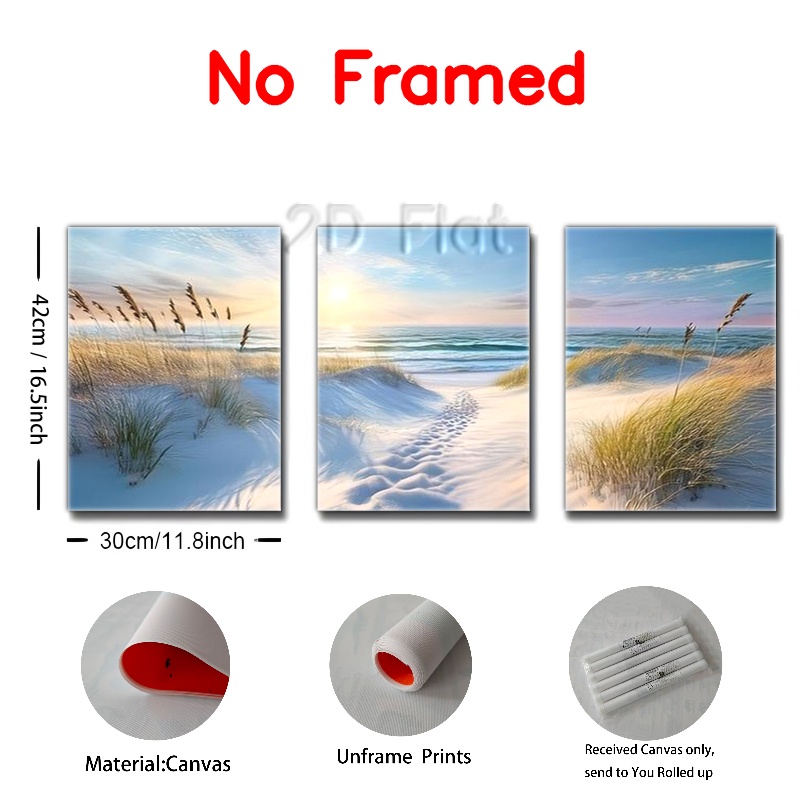 No Framed
2D Flat
42cm / 16.5inch
30cm/11.8inch
Material:Canvas
Unframe Prints
Received Canvas only,
send to You Rolled up